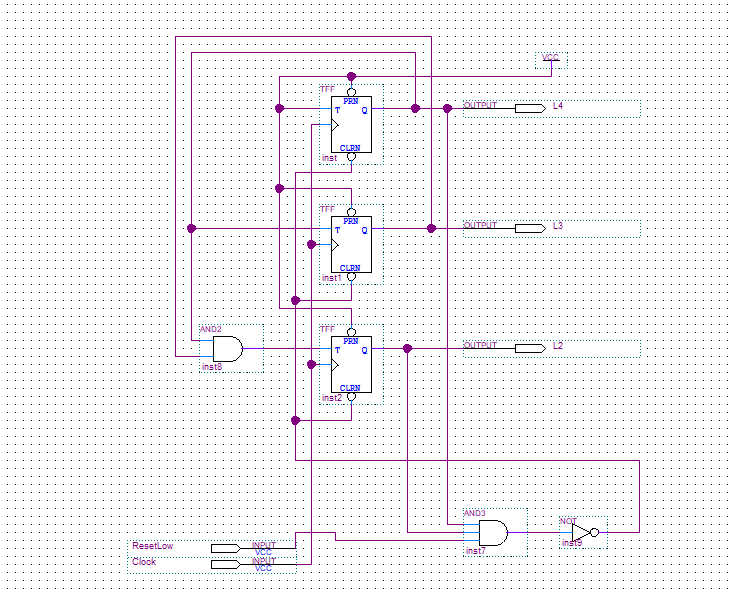 VCC
TFF
PRN
T Q
CLRN
inst
OUTPUT L4
TFF
PRN
T Q
CLRN
inst1
OUTPUT L3
AND2
inst8
TFF
PRN
T Q
CLRN
inst2
OUTPUT L2
AND3
inst7
NOT
inst9
ResetLow INPUT
VCC
Clock INPUT
VCC